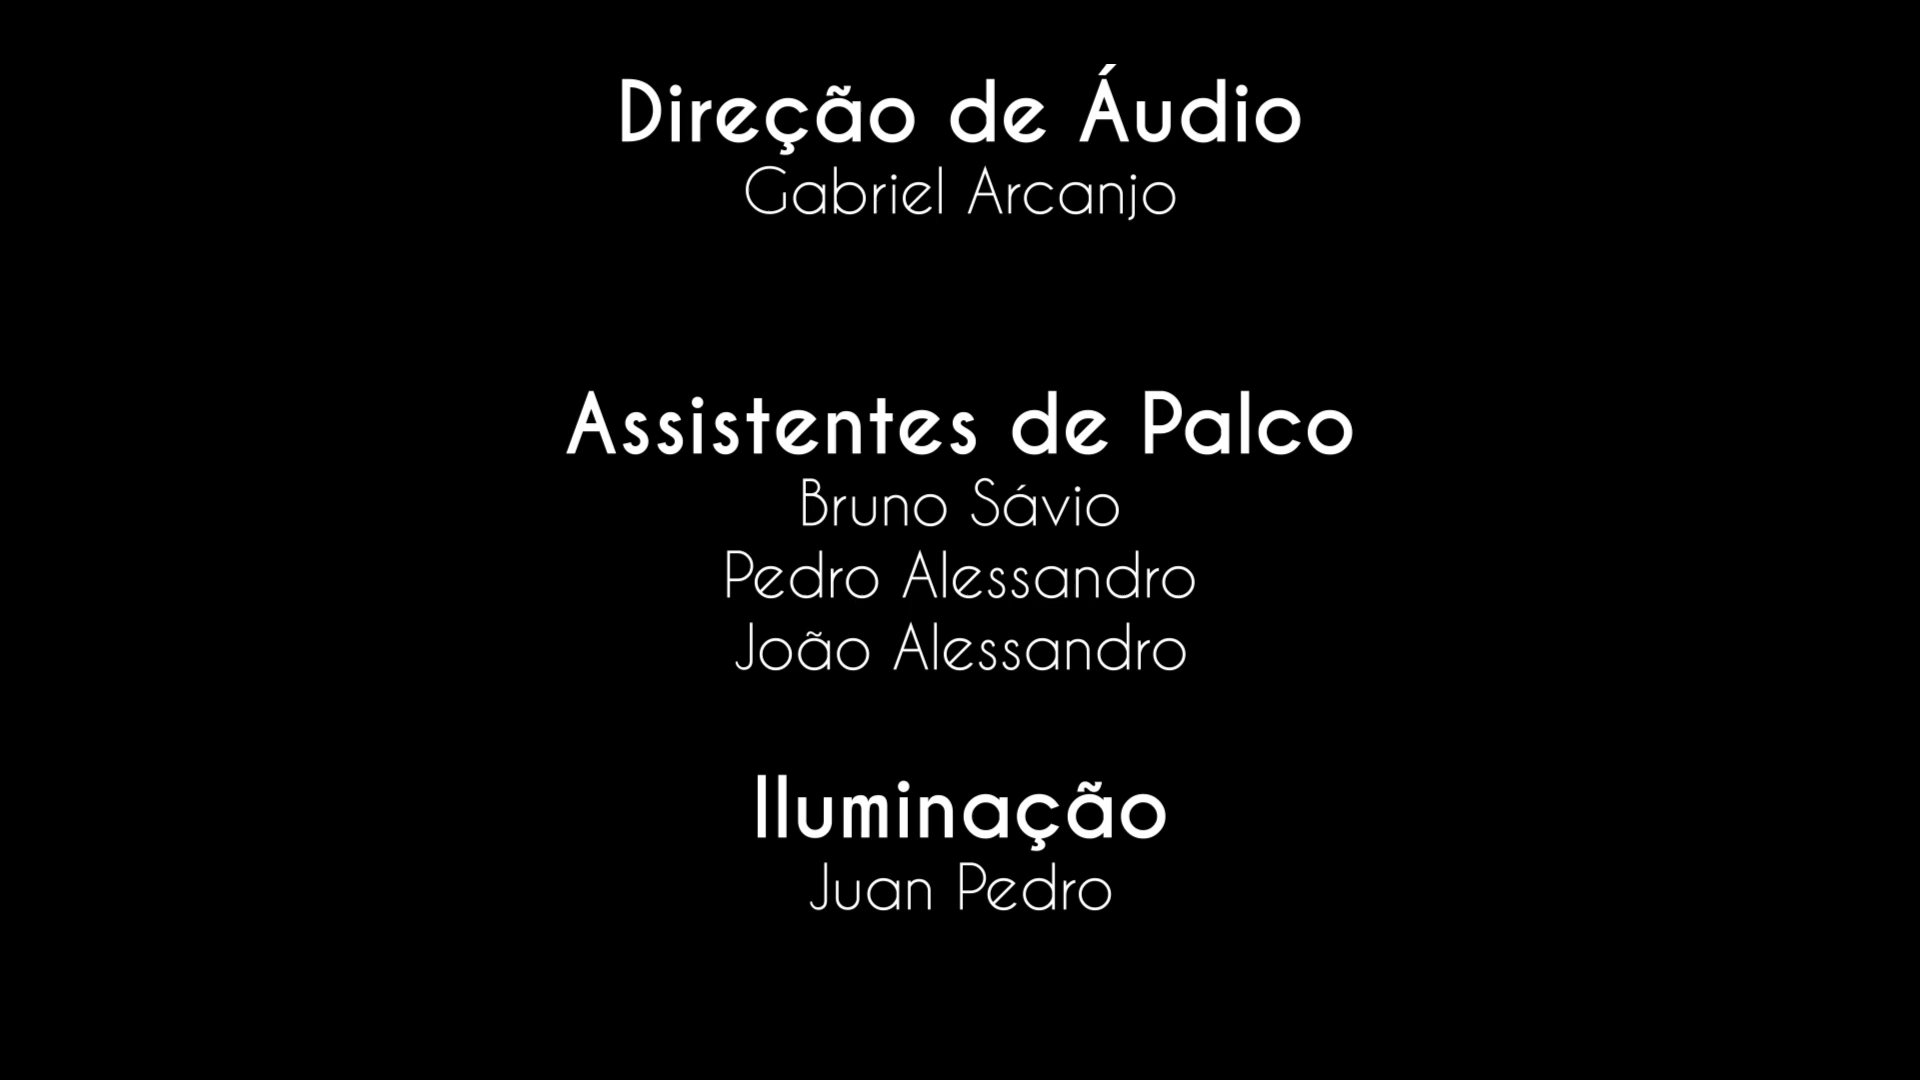 Direção de Áudio
Gabriel Arcanjo
Assistentes de Palco
Bruno Sávio
Pedro Alessandro
João Alessandro
Iluminação
Juan Pedro